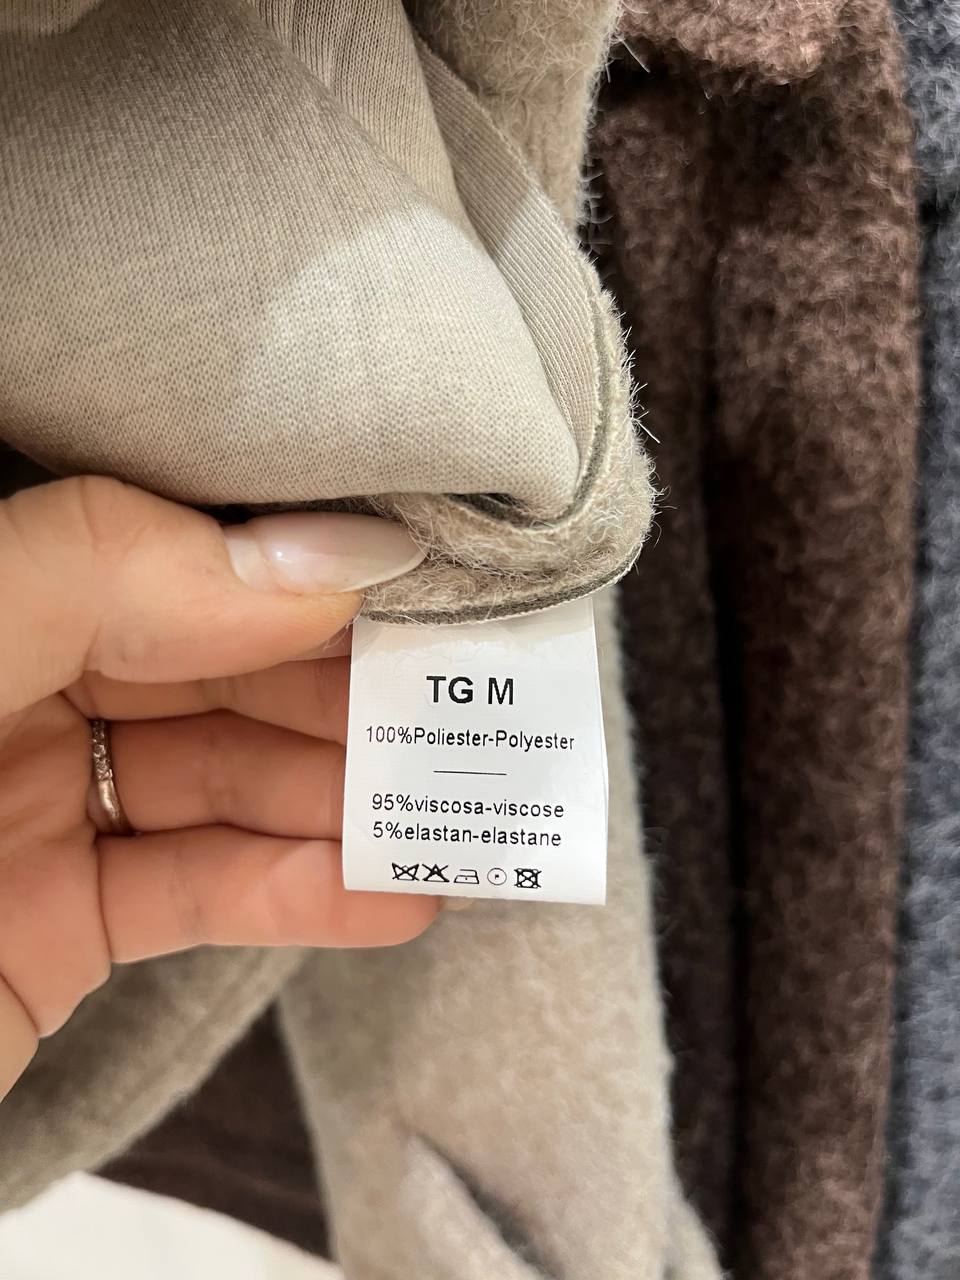 TG M
100%Poliester-Polyester
95%viscosa-viscose
5%elastan-elastane